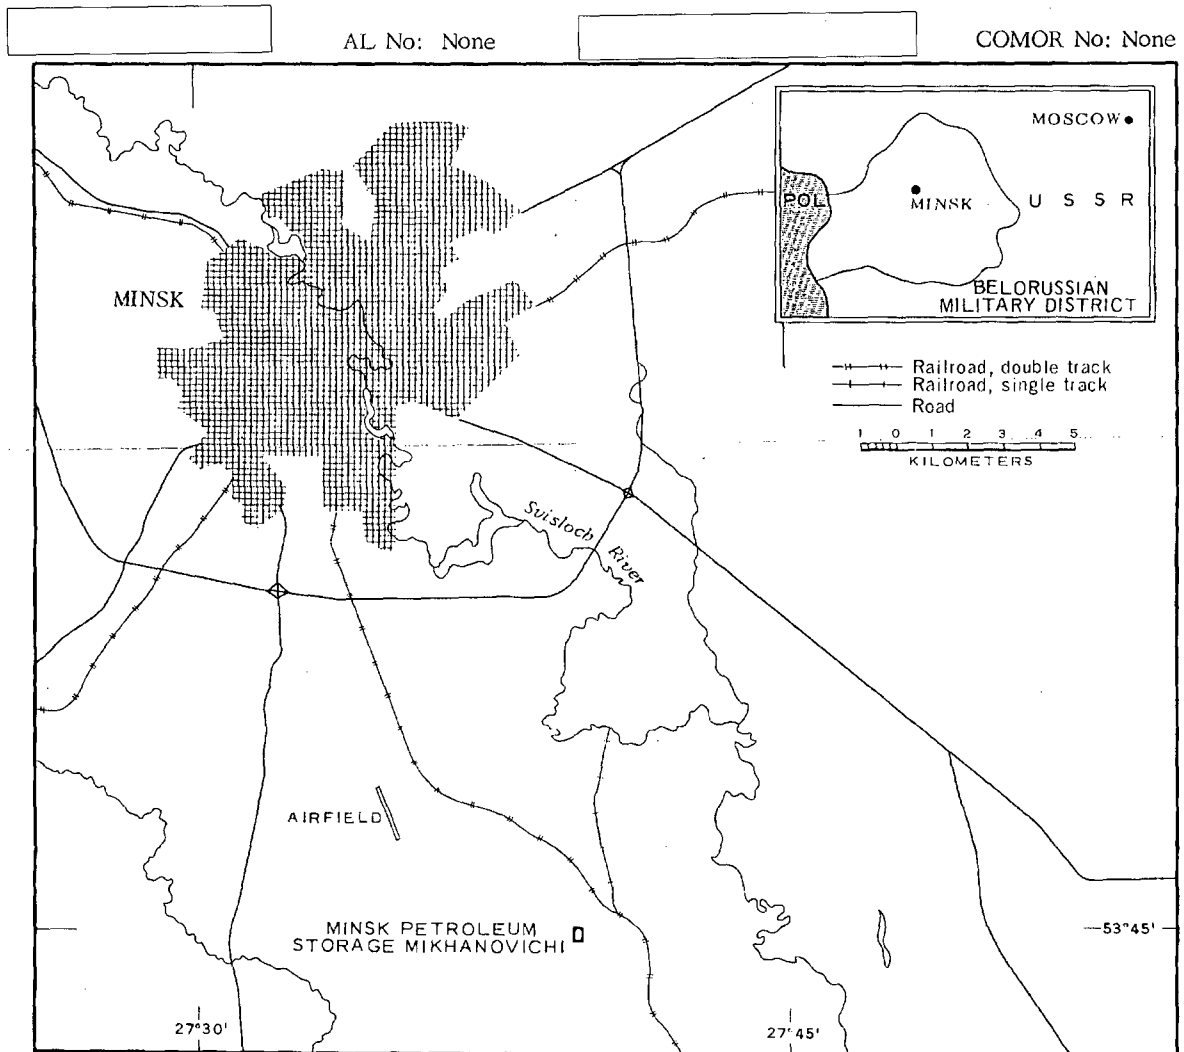 AL No: None
COMOR No: None
MOSCOW
POL
MINSK
U S S R
BELORUSSIAN
MILITARY DISTRICT
MINSK
Railroad, double track
Railroad, single track
Road
1 0 1 2 3 4 5
KILOMETERS
Suisloch
River
AIRFIELD
MINSK PETROLEUM
STORAGE MIKHANOVICHI
53°45'
27°30'
27°45'